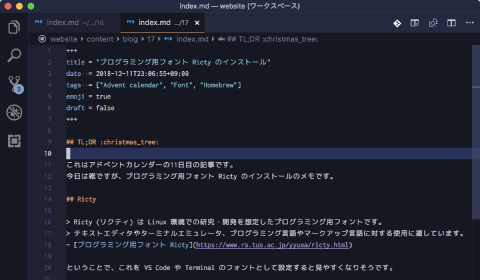 index.md — website (ワークスペース)
index.md ~/.../16
index.md .../17
website › content › blog › 17 › index.md › ## TL;DR :christmas_tree:
1 +++
2 title = "プログラミング用フォント Ricty のインストール"
3 date = 2018-12-11T23:06:55+09:00
4 tags = ["Advent calendar", "Font", "Homebrew"]
5 emoji = true
6 draft = false
7 +++
8
9 ## TL;DR :christmas_tree:
10
11 これはアドベントカレンダーの11日目の記事です。
12 今日は雑ですが、プログラミング用フォント Ricty のインストールのメモです。
13
14 ## Ricty
15
16 > Ricty (リクティ) は Linux 環境での研究・開発を想定したプログラミング用フォントです。
17 > テキストエディタやターミナルエミュレータ、プログラミング言語やマークアップ言語に対する使用に適しています。
18 - [プログラミング用フォント Ricty](https://www.rs.tus.ac.jp/yyusa/ricty.html)
19
20 ということで、これを VS Code や Terminal のフォントとして設定すると見やすくなりそうです。
21
3